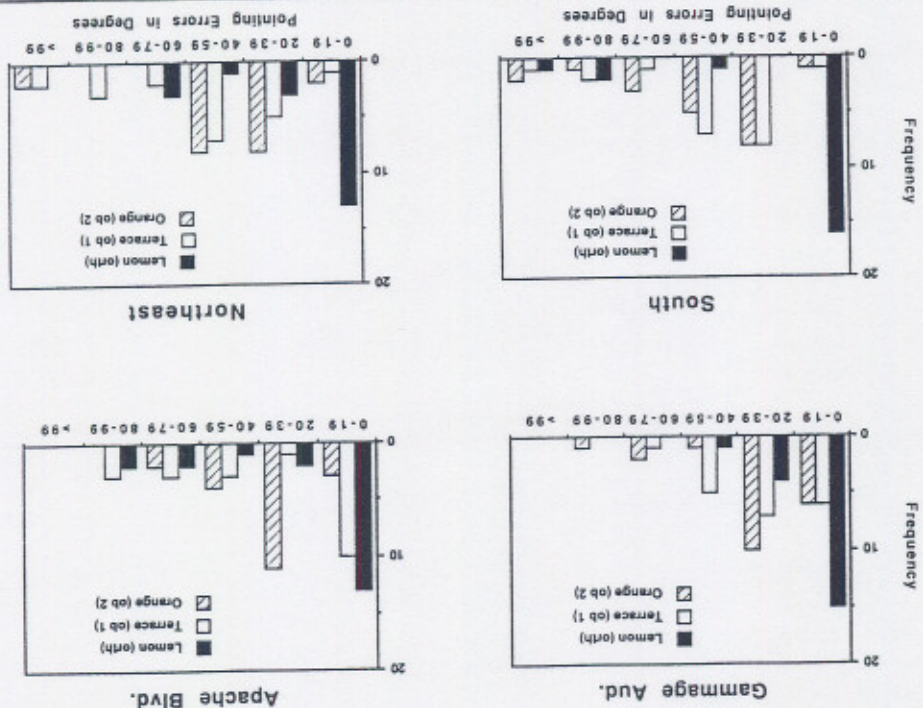 Gammage Aud.
20
Lemon (orth)
Terrace (ob 1)
Orange (ob 2)
10
0
Frequency
0-19 20-39 40-59 60-79 80-99 >99
Apache Blvd.
20
Lemon (orth)
Terrace (ob 1)
Orange (ob 2)
10
0
0-19 20-39 40-59 60-79 80-99 >99
South
20
Lemon (orth)
Terrace (ob 1)
Orange (ob 2)
10
0
Frequency
0-19 20-39 40-59 60-79 80-99 >99
Pointing Errors in Degrees
Northeast
20
Lemon (orth)
Terrace (ob 1)
Orange (ob 2)
10
0
0-19 20-39 40-59 60-79 80-99 >99
Pointing Errors in Degrees